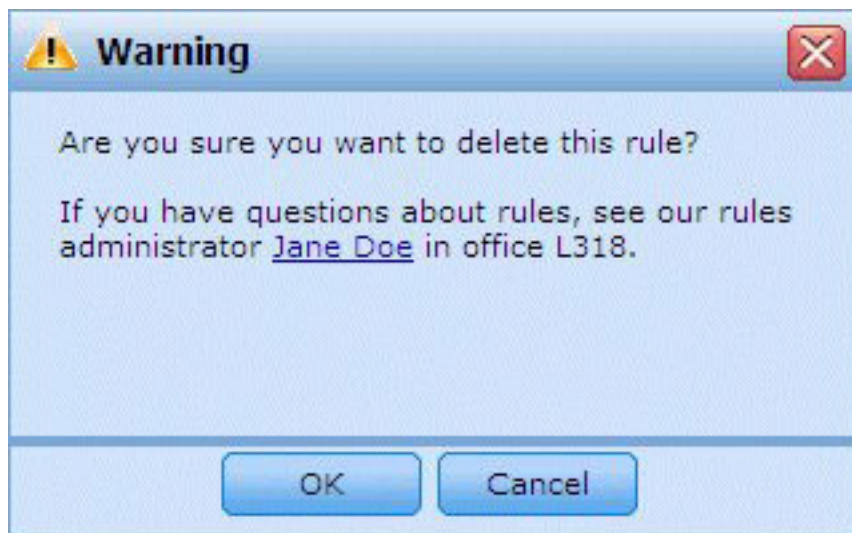 Warning
Are you sure you want to delete this rule?
If you have questions about rules, see our rules
administrator Jane Doe in office L318.
OK
Cancel